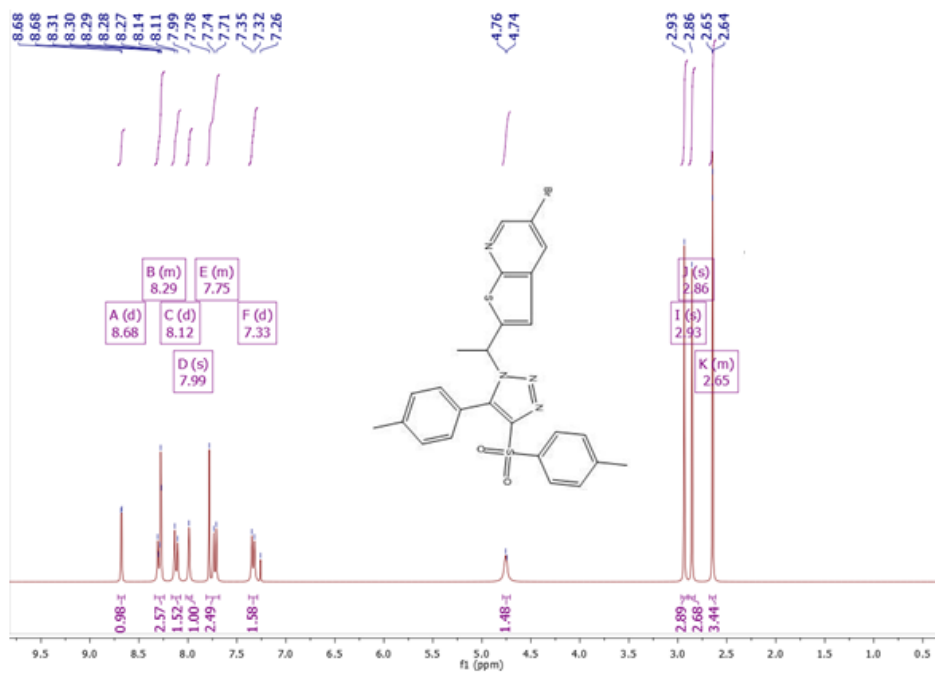 8.68 8.68 8.31 8.30 8.29 8.28 8.27 8.14 8.11 7.99 7.78 7.74 7.71 7.35 7.32 7.26 4.76 4.74 2.93 2.86 2.65 2.64
B (m)
8.29
E (m)
7.75
J (s)
2.86
A (d)
8.68
C (d)
8.12
F (d)
7.33
I (s)
2.93
D (s)
7.99
K (m)
2.65
Br
N
S
N
N
N
O
S
O
0.98 2.57 1.52 1.00 2.49 1.58 1.48 2.89 2.68 3.44
9.5 9.0 8.5 8.0 7.5 7.0 6.5 6.0 5.5 5.0 4.5 4.0 3.5 3.0 2.5 2.0 1.5 1.0 0.5
f1 (ppm)